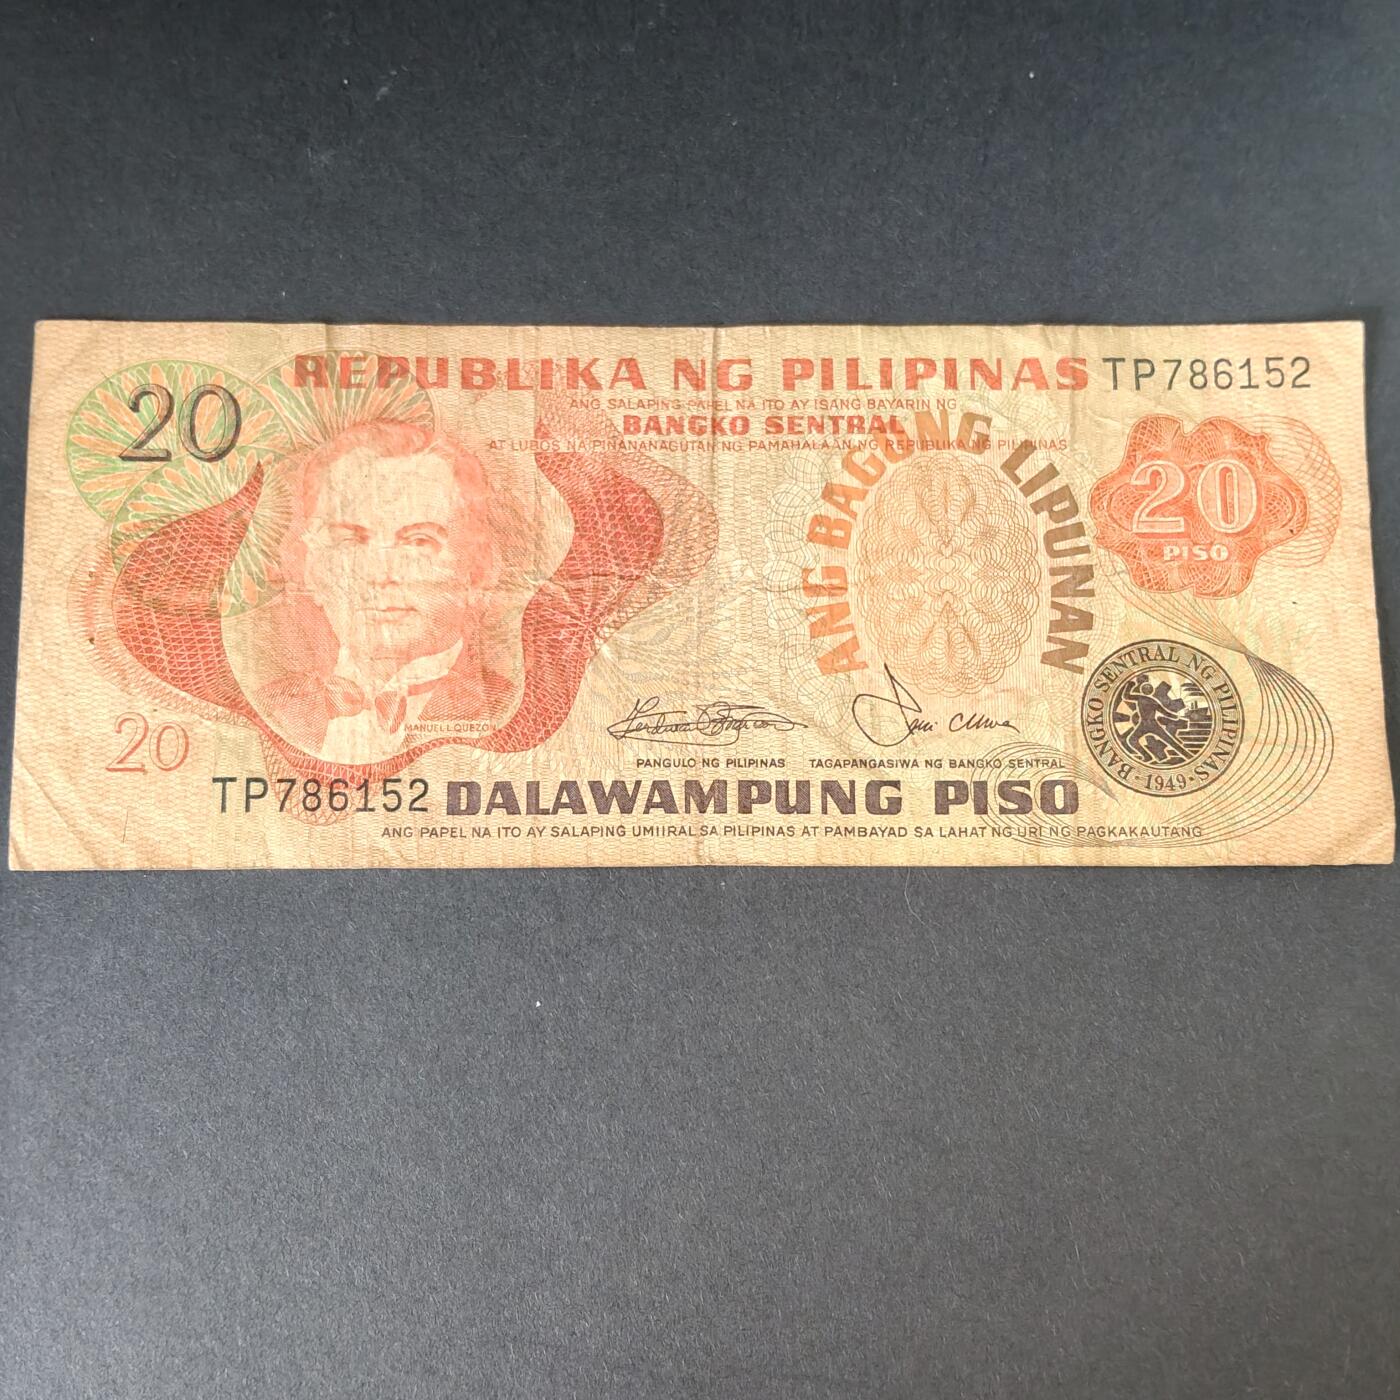 REPUBLIKA NG PILIPINAS
TP786152
20
ANG SALAPING PAPEL NA ITO AY ISANG BAYARIN NG
BANGKO SENTRAL
AT LUBOS NA PINANANAGUTAN NG PAMAHALAAN NG REPUBLIKA NG PILIPINAS
ANG BAGONG LIPUNAN
20
PISO
BANGKO SENTRAL NG PILIPINAS
1949
MANUEL L. QUEZON
20
PANGULO NG PILIPINAS
TAGAPANGASIWA NG BANGKO SENTRAL
TP786152
DALAWAMPUNG PISO
ANG PAPEL NA ITO AY SALAPING UMIIRAL SA PILIPINAS AT PAMBAYAD SA LAHAT NG URI NG PAGKAKAUTANG